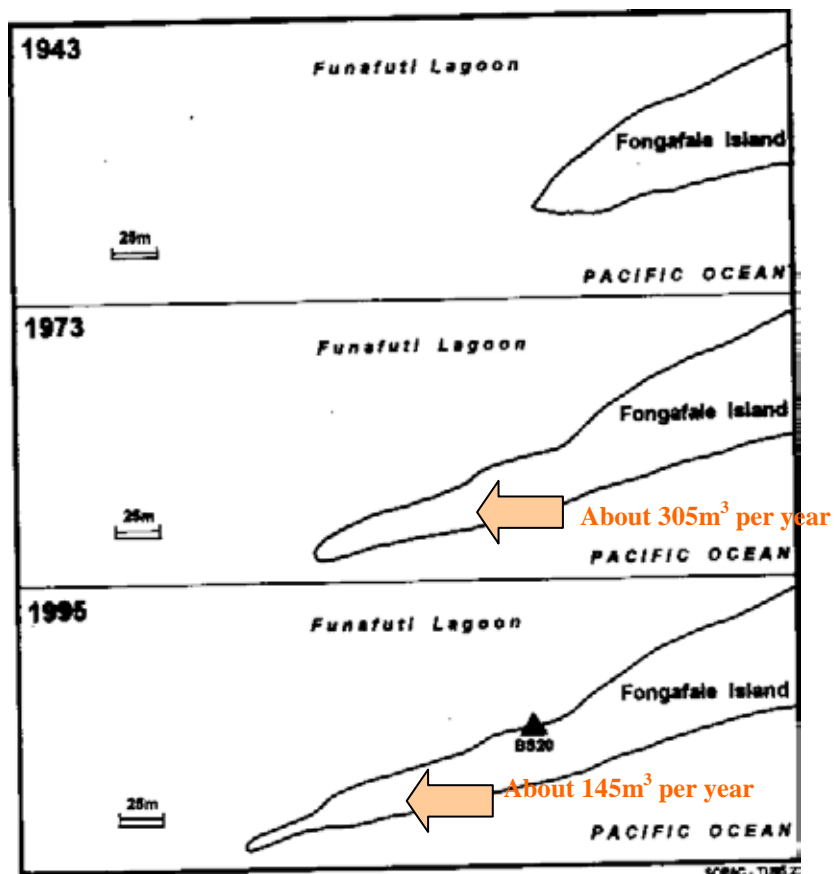 1943
Funafuti Lagoon
Fongafale Island
25m
PACIFIC OCEAN
1973
Funafuti Lagoon
Fongafale Island
25m
About 305m³ per year
PACIFIC OCEAN
1995
Funafuti Lagoon
Fongafale Island
BS20
25m
About 145m³ per year
PACIFIC OCEAN